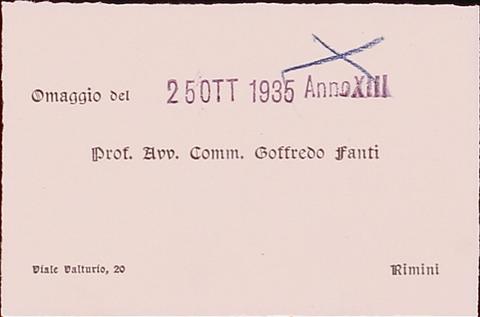 Omaggio del 25 OTT 1935 Anno XIII
Prof. Avv. Comm. Goffredo Fanti
Viale Valturio, 20 Rimini